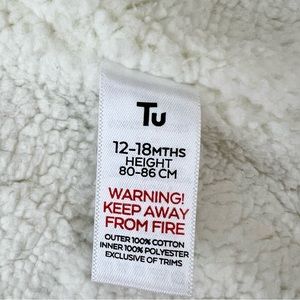 Tu
12-18MTHS
HEIGHT
80-86 CM
WARNING!
KEEP AWAY
FROM FIRE
OUTER 100% COTTON
INNER 100% POLYESTER
EXCLUSIVE OF TRIMS